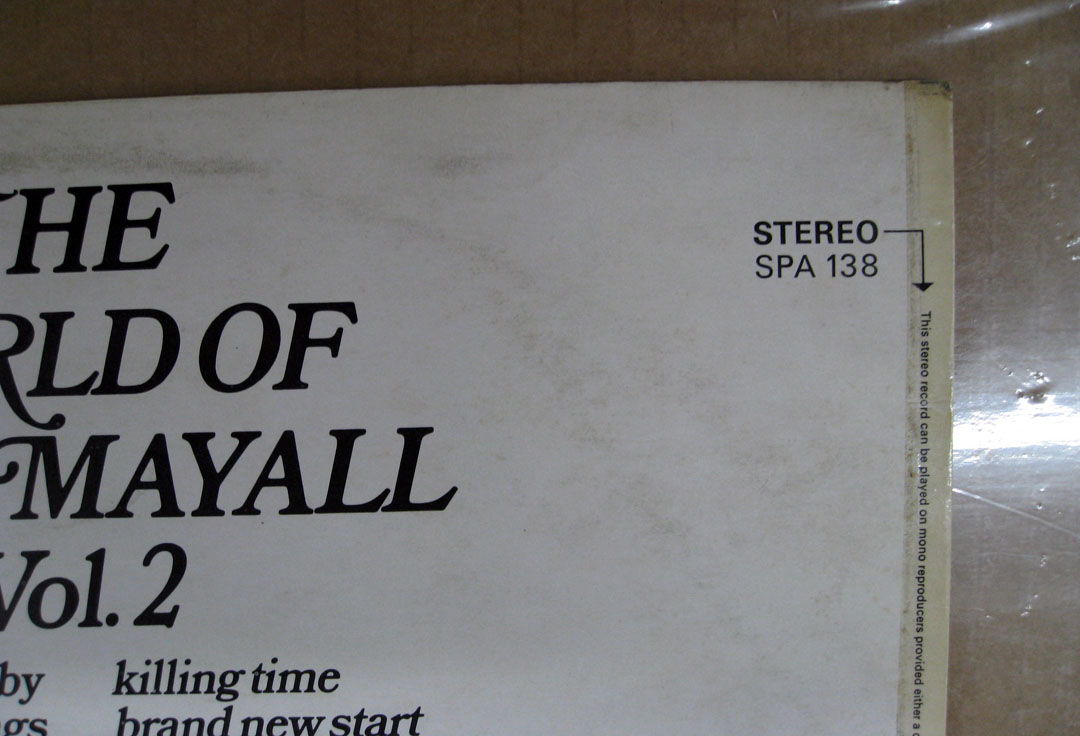 THE
RLD OF
MAYALL
Vol. 2
by killing time
gs brand new start
STEREO
SPA 138
This stereo record can be played on mono reproducers provided either a c